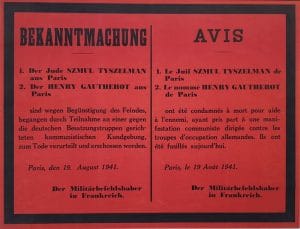 BEKANNTMACHUNG
1. Der Jude SZMUL TYSZELMAN
aus Paris
2. Der HENRY GAUTHEROT aus
Paris
sind wegen Begünstigung des Feindes,
begangen durch Teilnahme an einer gegen
die deutschen Besatzungstruppen gerich-
teten kommunistischen Kundgebung,
zum Tode verurteilt und erschossen worden.
Paris, den 19. August 1941.
Der Militärbefehlshaber
in Frankreich.
AVIS
1. Le Juif SZMUL TYSZELMAN de
Paris
2. Le nommé HENRY GAUTHEROT
de Paris
ont été condamnés à mort pour aide
à l'ennemi, ayant pris part à une mani-
festation communiste dirigée contre les
troupes d'occupation allemandes. Ils ont
été fusillés aujourd'hui.
Paris, le 19 Août 1941.
Der Militärbefehlshaber
in Frankreich.